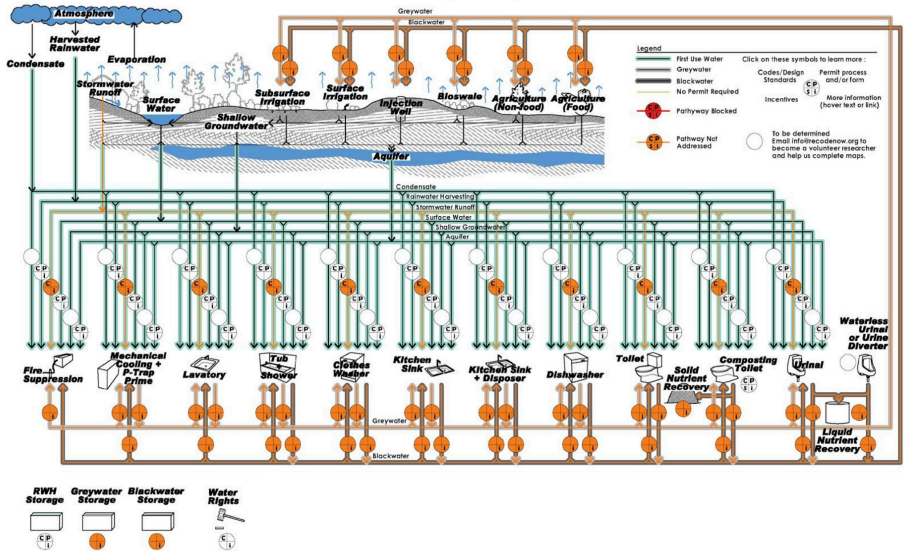 Greywater
Blackwater
Atmosphere
Harvested
Rainwater
Evaporation
Condensate
Stormwater
Runoff
Surface
Water
Shallow
Groundwater
Subsurface
Irrigation
Surface
Irrigation
Injection
Well
Bioswale
Agriculture
(Non-food)
Agriculture
(Food)
Aquifer
Legend
First Use Water
Greywater
Blackwater
No Permit Required
Pathway Blocked
Pathway Not
Addressed
Click on these symbols to learn more :
Codes/Design
Standards
Permit process
and/or form
C P
S i
Incentives
More information
(hover text or link)
To be determined
Email info@recodenow.org to
become a volunteer researcher
and help us complete maps.
Condensate
Rainwater Harvesting
Stormwater Runoff
Surface Water
Shallow Groundwater
Aquifer
Fire
Suppression
Mechanical
Cooling +
P-Trap
Prime
Lavatory
Tub
Shower
Clothes
Washer
Kitchen
Sink
Kitchen Sink
+ Disposer
Dishwasher
Toilet
Solid
Nutrient
Recovery
Composting
Toilet
C P
S i
Urinal
Waterless
Urinal
or Urine
Diverter
Liquid
Nutrient
Recovery
Greywater
Blackwater
RWH
Storage
C P
i
Greywater
Storage
Blackwater
Storage
Water
Rights
C
i